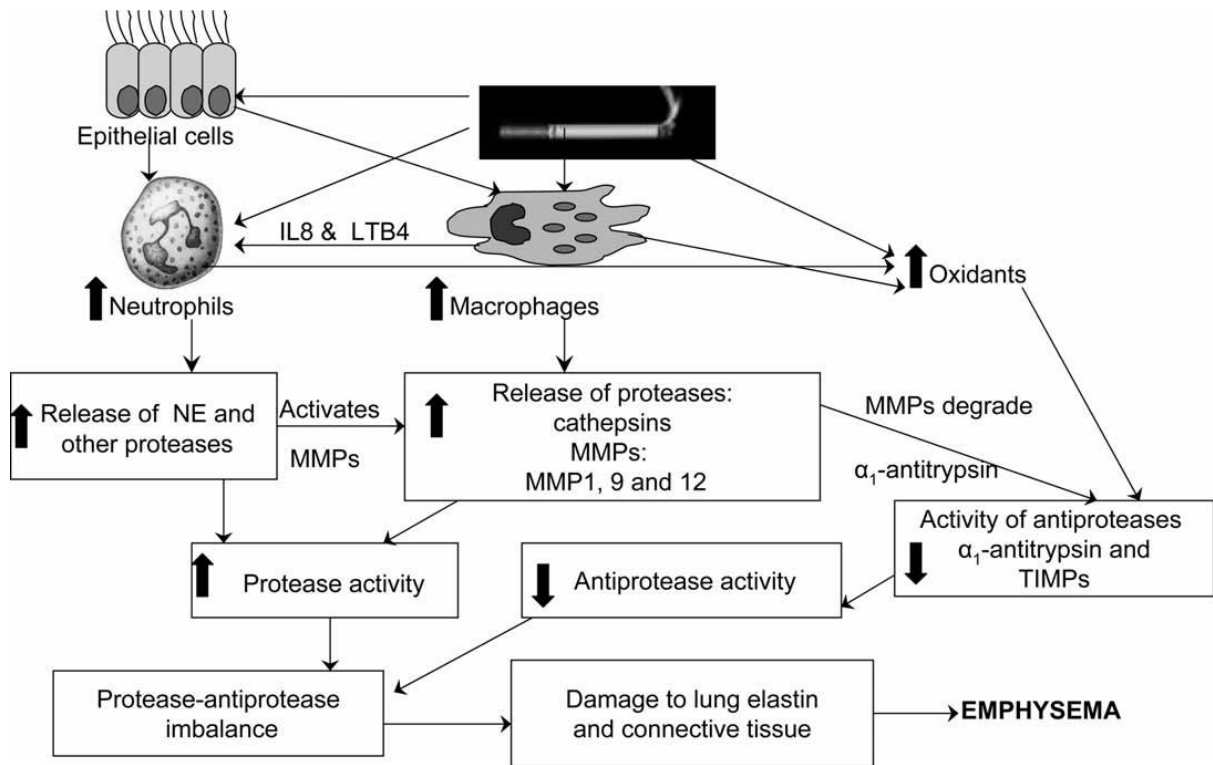 Epithelial cells
IL8 & LTB4
Oxidants
Neutrophils
Macrophages
Release of NE and
other proteases
Activates
MMPs
Release of proteases:
cathepsins
MMPs:
MMP1, 9 and 12
MMPs degrade
α₁-antitrypsin
Activity of antiproteases
α₁-antitrypsin and
TIMPs
Protease activity
Antiprotease activity
Protease-antiprotease
imbalance
Damage to lung elastin
and connective tissue
EMPHYSEMA